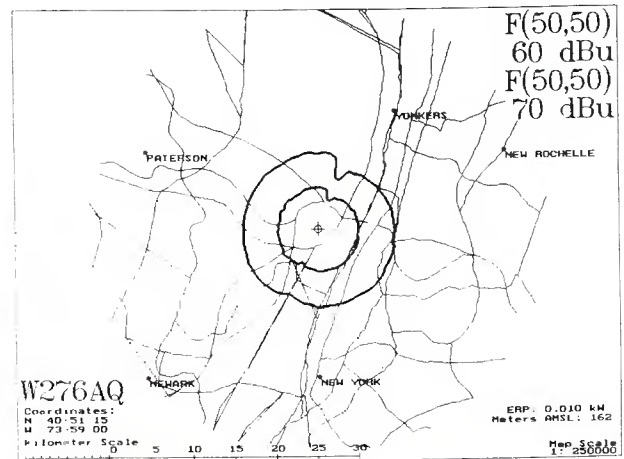 F(50,50)
60 dBu
F(50,50)
70 dBu
YONKERS
PATERSON
NEW ROCHELLE
NEWARK
NEW YORK
W276AQ
Coordinates:
N 40-51 15
W 73-59 00
Kilometer Scale
0 5 10 15 20 25 30
ERP: 0.010 kW
Meters AMSL: 162
Map Scale
1: 250000